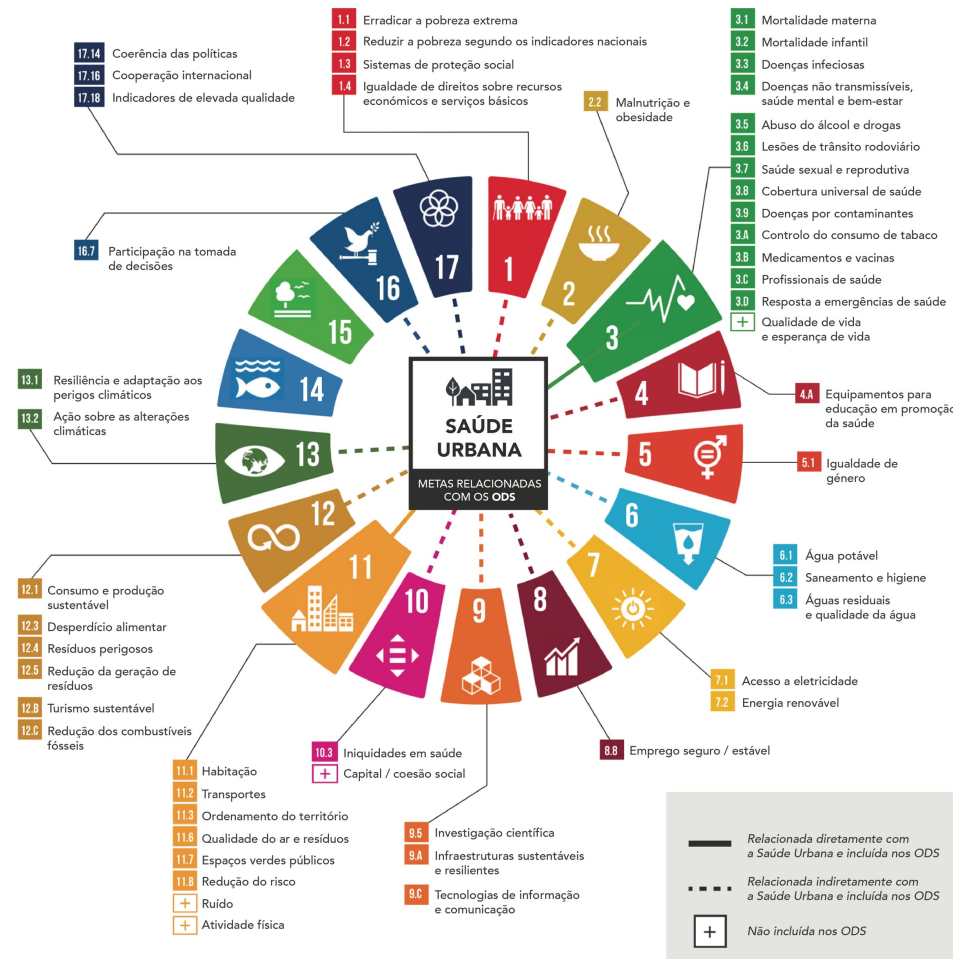 1.1 Erradicar a pobreza extrema
1.2 Reduzir a pobreza segundo os indicadores nacionais
1.3 Sistemas de proteção social
1.4 Igualdade de direitos sobre recursos
económicos e serviços básicos
2.2 Malnutrição e
obesidade
3.1 Mortalidade materna
3.2 Mortalidade infantil
3.3 Doenças infeciosas
3.4 Doenças não transmissíveis,
saúde mental e bem-estar
3.5 Abuso do álcool e drogas
3.6 Lesões de trânsito rodoviário
3.7 Saúde sexual e reprodutiva
3.8 Cobertura universal de saúde
3.9 Doenças por contaminantes
3.A Controlo do consumo de tabaco
3.B Medicamentos e vacinas
3.C Profissionais de saúde
3.D Resposta a emergências de saúde
+ Qualidade de vida
e esperança de vida
4.A Equipamentos para
educação em promoção
da saúde
5.1 Igualdade de
género
6.1 Água potável
6.2 Saneamento e higiene
6.3 Águas residuais
e qualidade da água
7.1 Acesso a eletricidade
7.2 Energia renovável
8.8 Emprego seguro / estável
9.5 Investigação científica
9.A Infraestruturas sustentáveis
e resilientes
9.C Tecnologias de informação
e comunicação
10.3 Iniquidades em saúde
+ Capital / coesão social
11.1 Habitação
11.2 Transportes
11.3 Ordenamento do território
11.6 Qualidade do ar e resíduos
11.7 Espaços verdes públicos
11.B Redução do risco
+ Ruído
+ Atividade física
12.1 Consumo e produção
sustentável
12.3 Desperdício alimentar
12.4 Resíduos perigosos
12.5 Redução da geração de
resíduos
12.B Turismo sustentável
12.C Redução dos combustíveis
fósseis
13.1 Resiliência e adaptação aos
perigos climáticos
13.2 Ação sobre as alterações
climáticas
16.7 Participação na tomada
de decisões
17.14 Coerência das políticas
17.16 Cooperação internacional
17.18 Indicadores de elevada qualidade
1
2
3
4
5
6
7
8
9
10
11
12
13
14
15
16
17
SAÚDE
URBANA
METAS RELACIONADAS
COM OS ODS
Relacionada diretamente com
a Saúde Urbana e incluída nos ODS
Relacionada indiretamente com
a Saúde Urbana e incluída nos ODS
+ Não incluída nos ODS